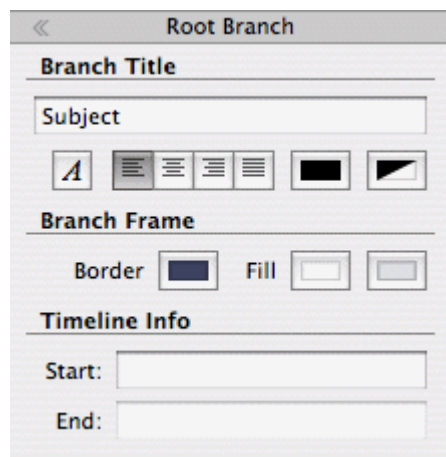 Root Branch
Branch Title
Subject
A
Branch Frame
Border Fill
Timeline Info
Start:
End: